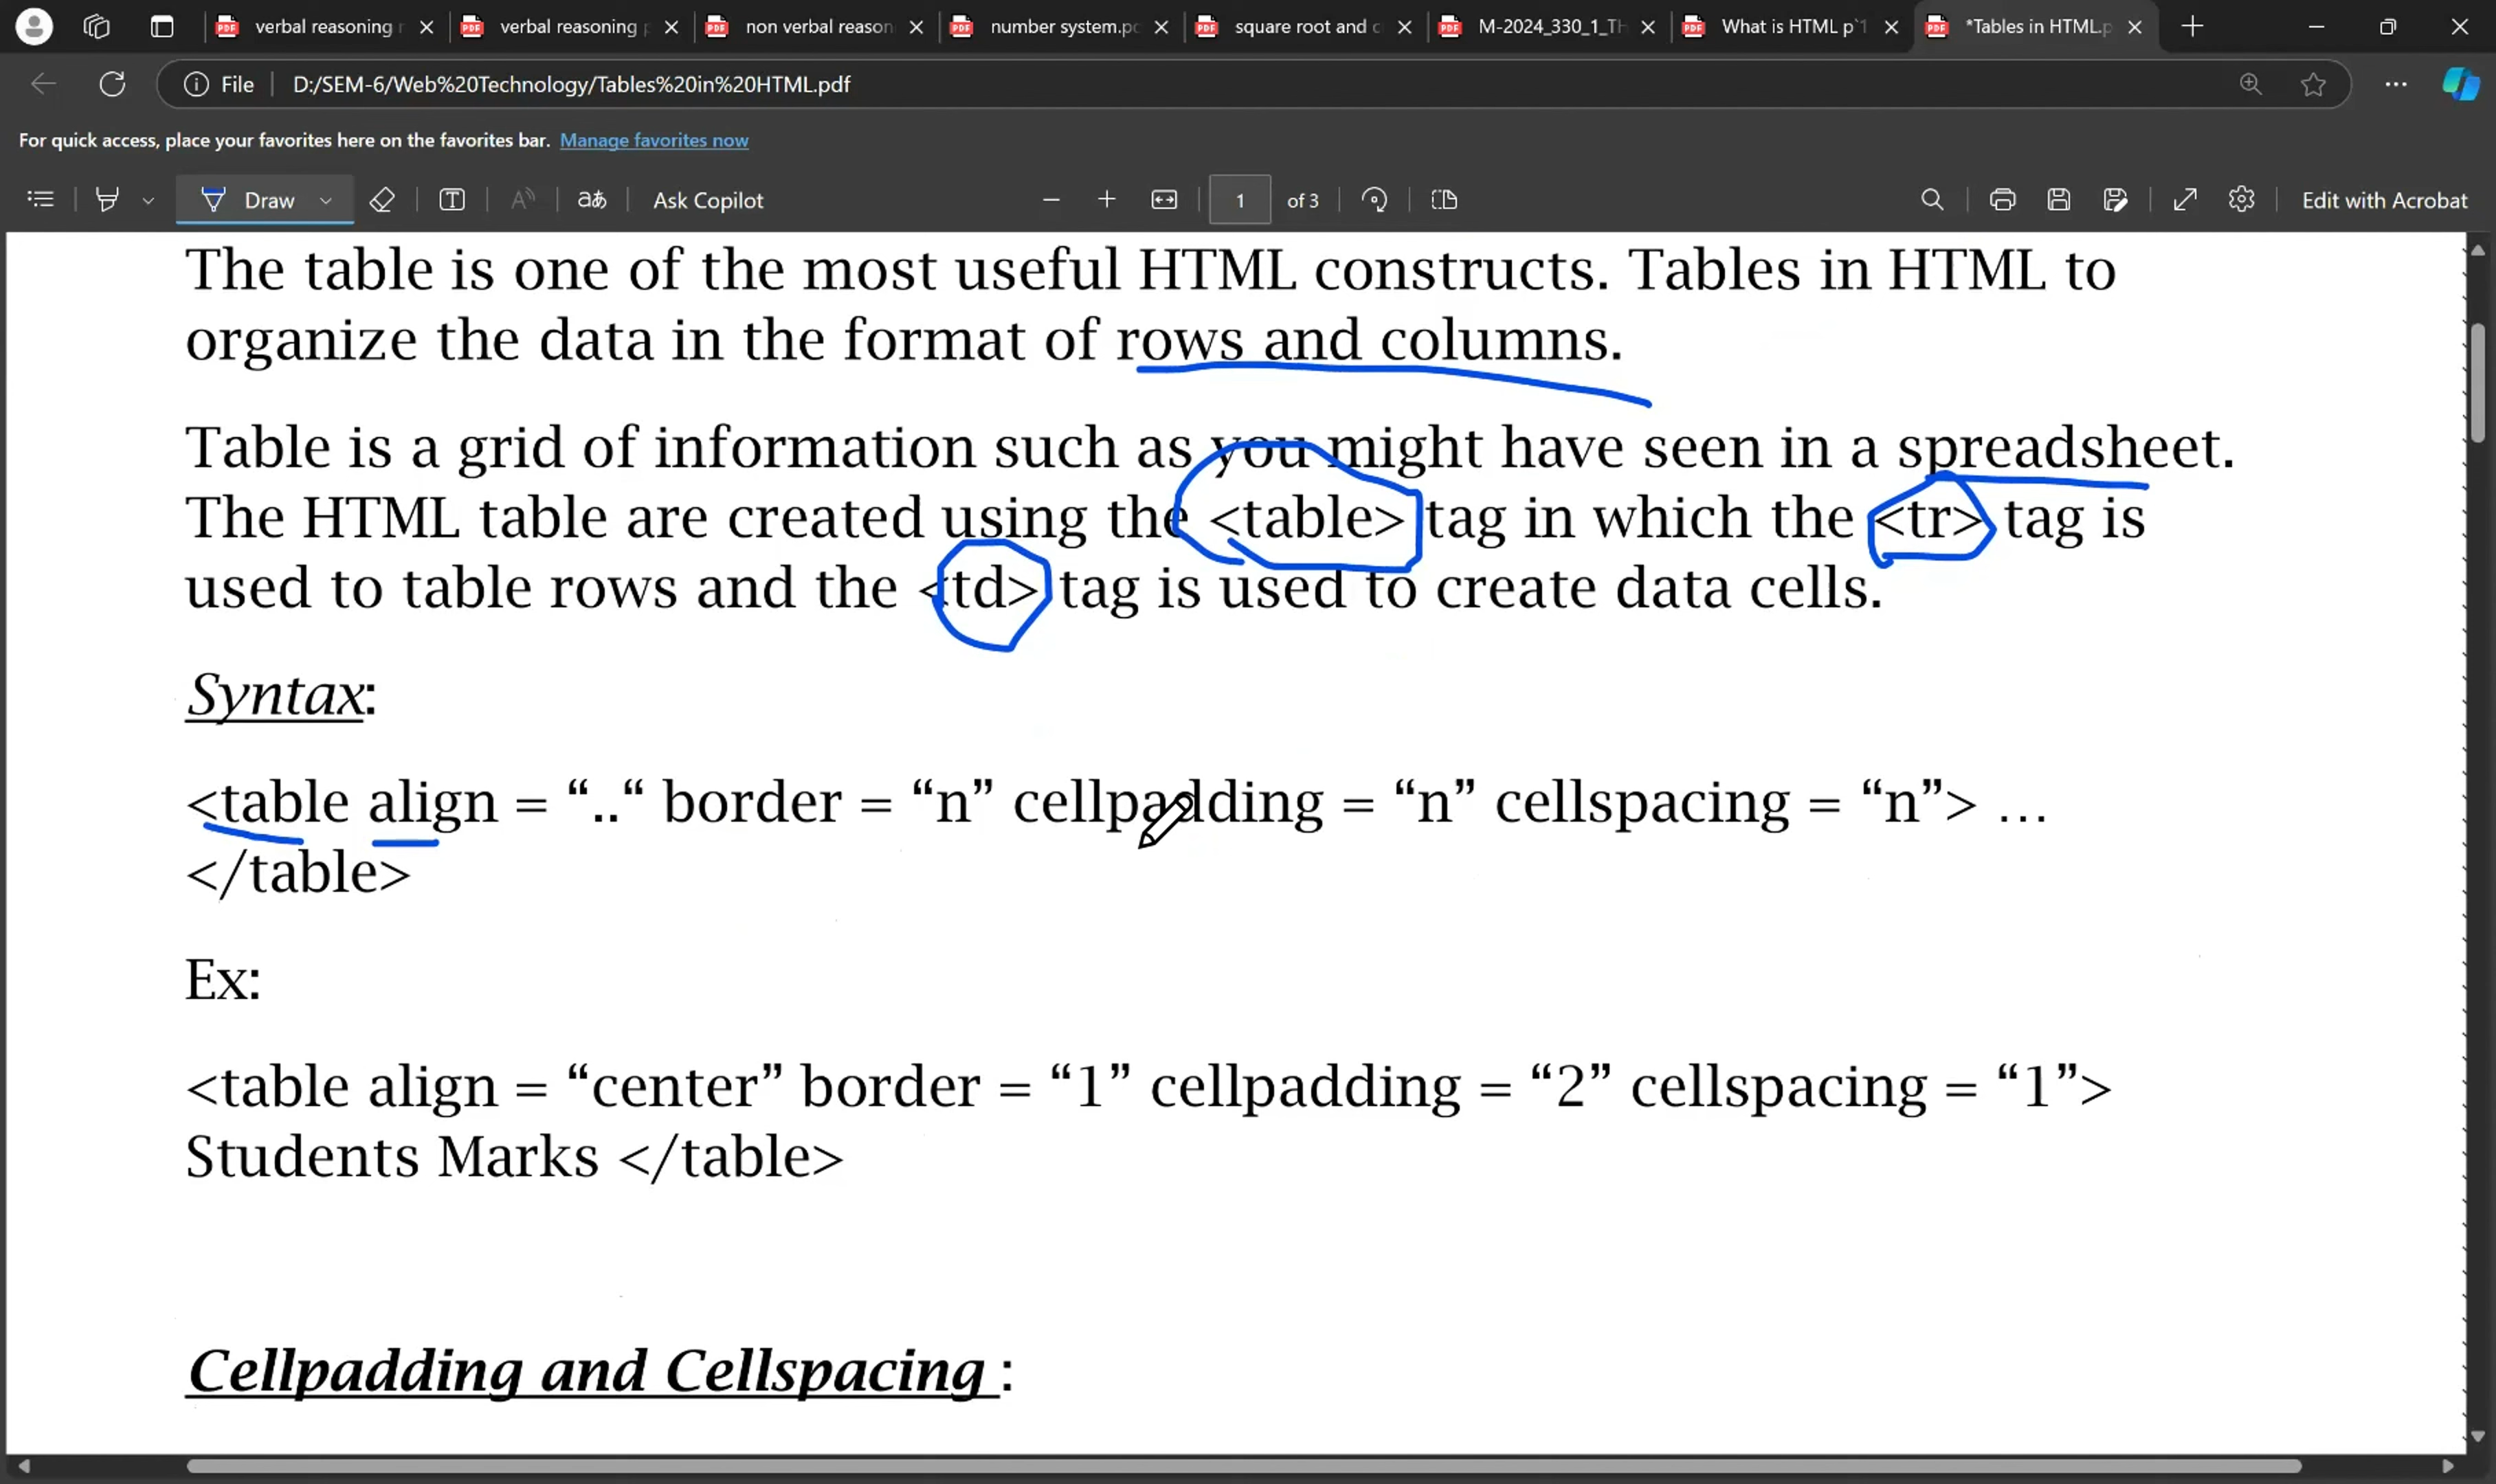 verbal reasoning
verbal reasoning
non verbal reason
number system.p
square root and
M-2024_330_1_Th
What is HTML p`1
*Tables in HTML.p
File
D:/SEM-6/Web%20Technology/Tables%20in%20HTML.pdf
For quick access, place your favorites here on the favorites bar. Manage favorites now
Draw
Ask Copilot
1 of 3
Edit with Acrobat
The table is one of the most useful HTML constructs. Tables in HTML to
organize the data in the format of rows and columns.
Table is a grid of information such as you might have seen in a spreadsheet.
The HTML table are created using the <table> tag in which the <tr> tag is
used to table rows and the <td> tag is used to create data cells.
Syntax:
<table align = “..“ border = “n” cellpadding = “n” cellspacing = “n”> …
</table>
Ex:
<table align = “center” border = “1” cellpadding = “2” cellspacing = “1”>
Students Marks </table>
Cellpadding and Cellspacing :